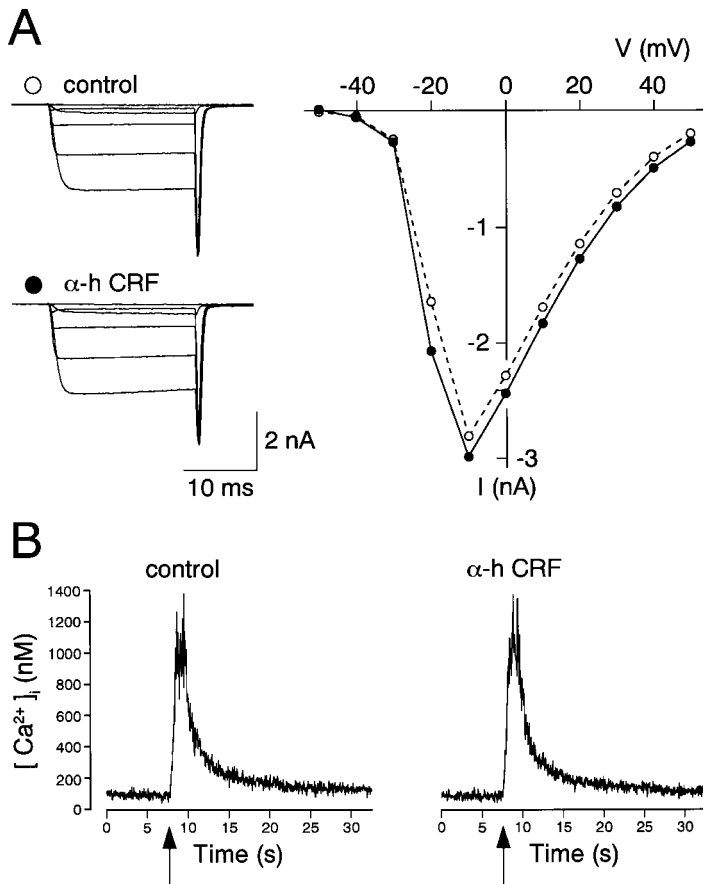 A
control
α-h CRF
2 nA
10 ms
V (mV)
-40 -20 0 20 40
-1
-2
-3
I (nA)
B
control
α-h CRF
[Ca²⁺]ᵢ (nM)
1400
1200
1000
800
600
400
200
0
0 5 10 15 20 25 30
Time (s)
0 5 10 15 20 25 30
Time (s)